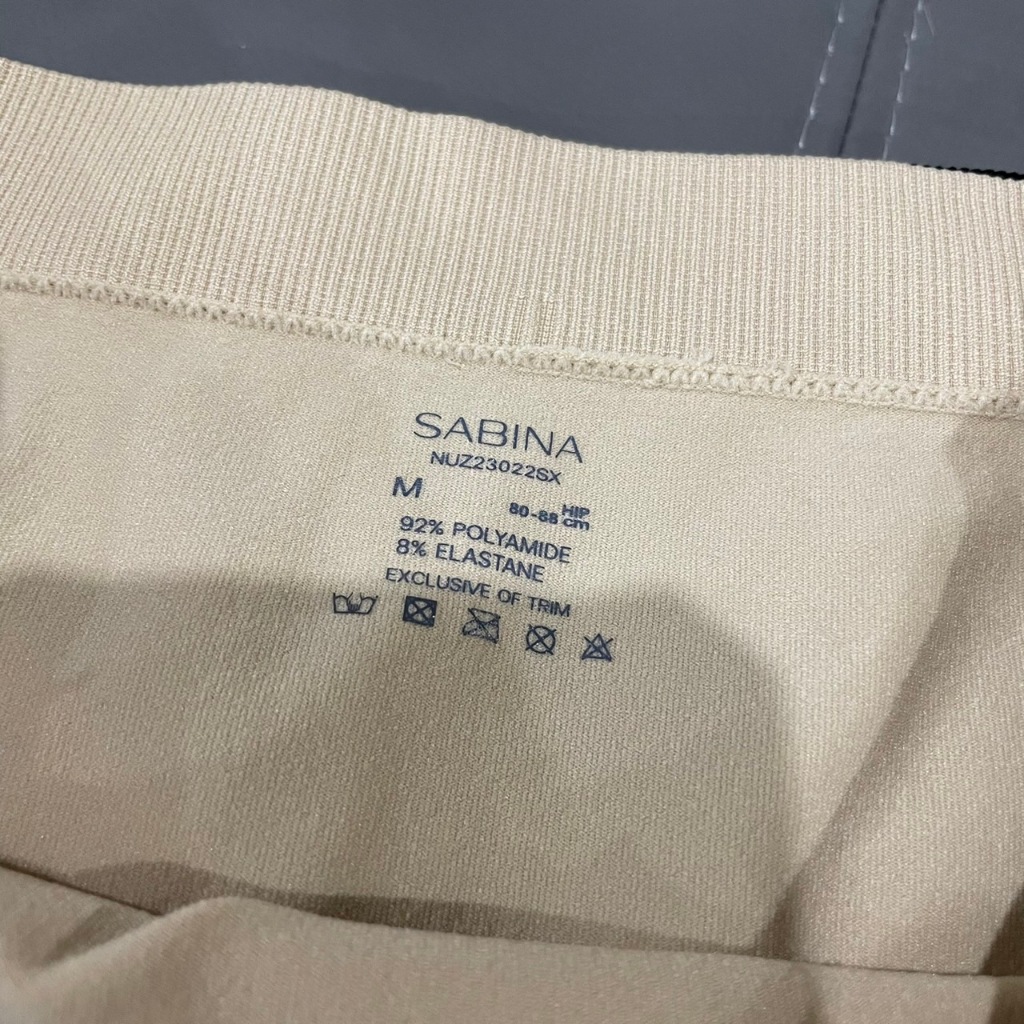 SABINA
NUZ23022SX
M
80-88 HIP cm
92% POLYAMIDE
8% ELASTANE
EXCLUSIVE OF TRIM